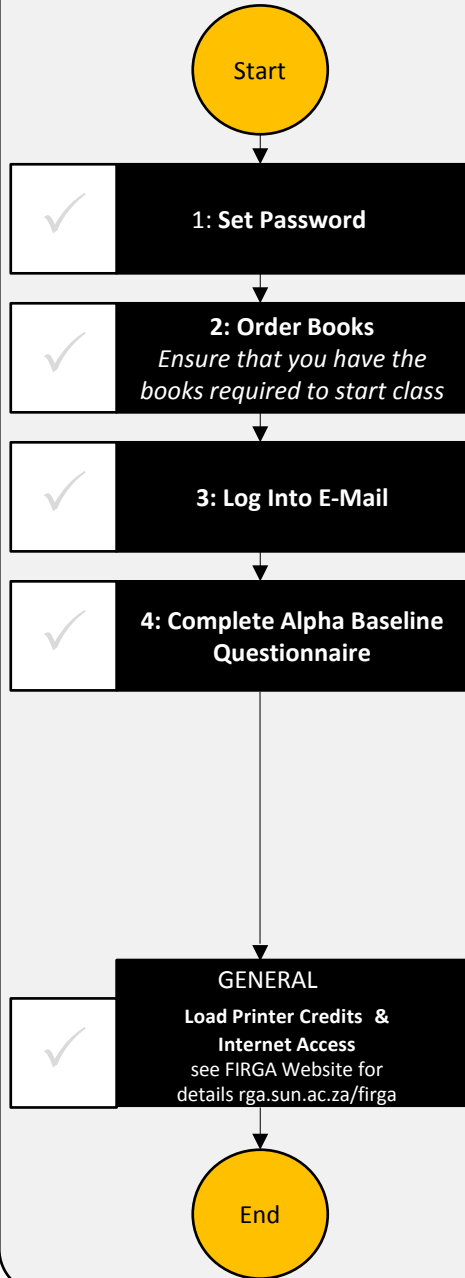 Start
1: Set Password
2: Order Books
Ensure that you have the
books required to start class
3: Log Into E-Mail
4: Complete Alpha Baseline
Questionnaire
GENERAL
Load Printer Credits &
Internet Access
see FIRGA Website for
details rga.sun.ac.za/firga
End